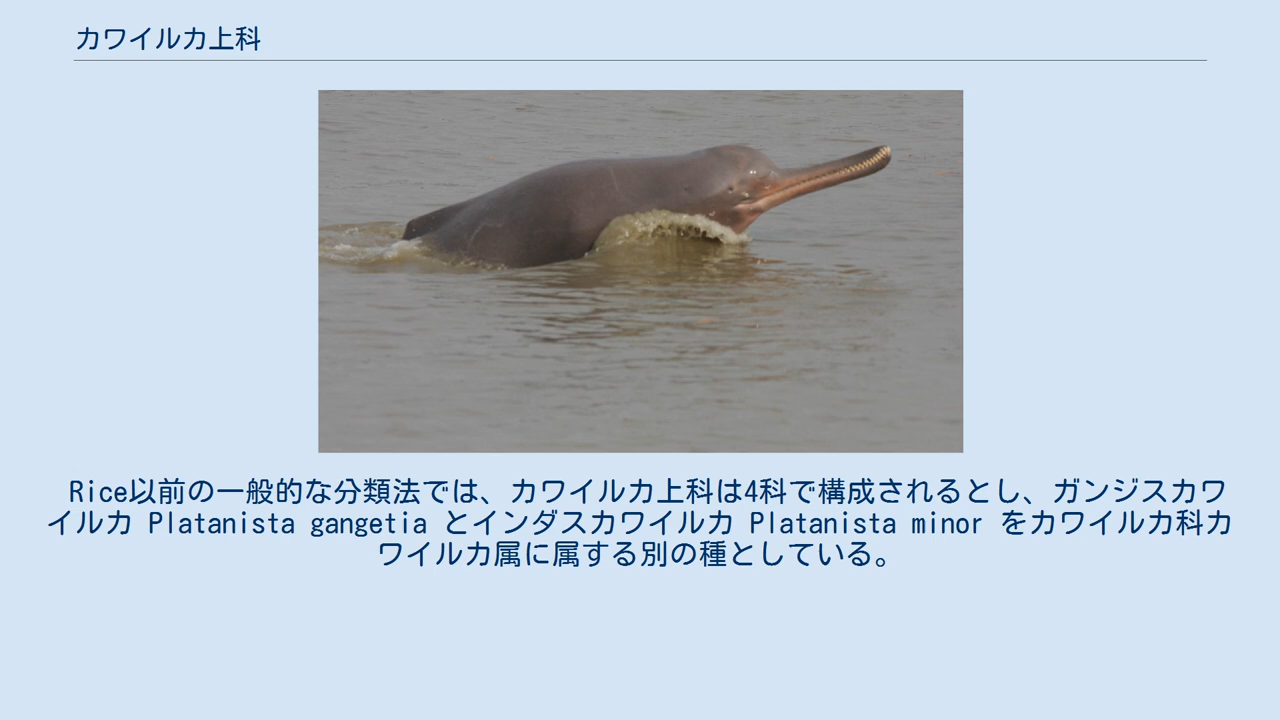 カワイルカ上科
Rice以前の一般的な分類法では、カワイルカ上科は4科で構成されるとし、ガンジスカワ
イルカ Platanista gangetia とインダスカワイルカ Platanista minor をカワイルカ科カ
ワイルカ属に属する別の種としている。